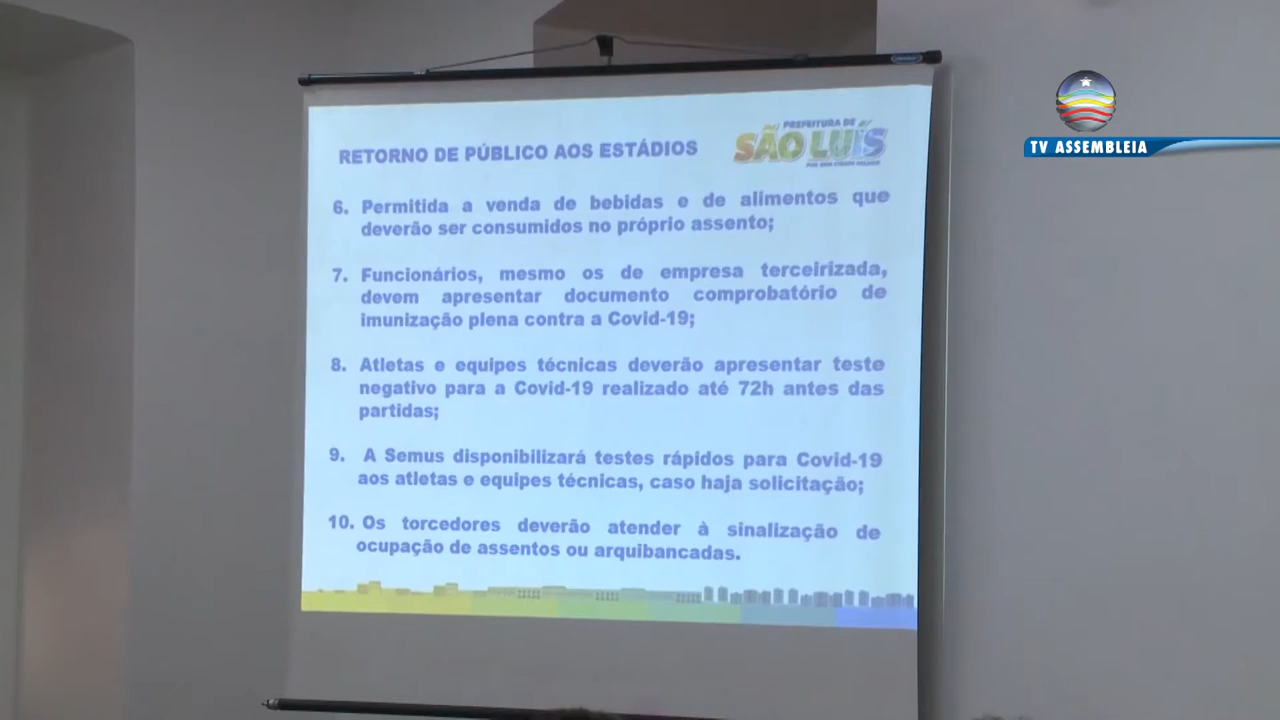 TV ASSEMBLEIA
PREFEITURA DE
SÃO LUÍS
RETORNO DE PÚBLICO AOS ESTÁDIOS
6. Permitida a venda de bebidas e de alimentos que
deverão ser consumidos no próprio assento;
7. Funcionários, mesmo os de empresa terceirizada,
devem apresentar documento comprobatório de
imunização plena contra a Covid-19;
8. Atletas e equipes técnicas deverão apresentar teste
negativo para a Covid-19 realizado até 72h antes das
partidas;
9. A Semus disponibilizará testes rápidos para Covid-19
aos atletas e equipes técnicas, caso haja solicitação;
10. Os torcedores deverão atender à sinalização de
ocupação de assentos ou arquibancadas.